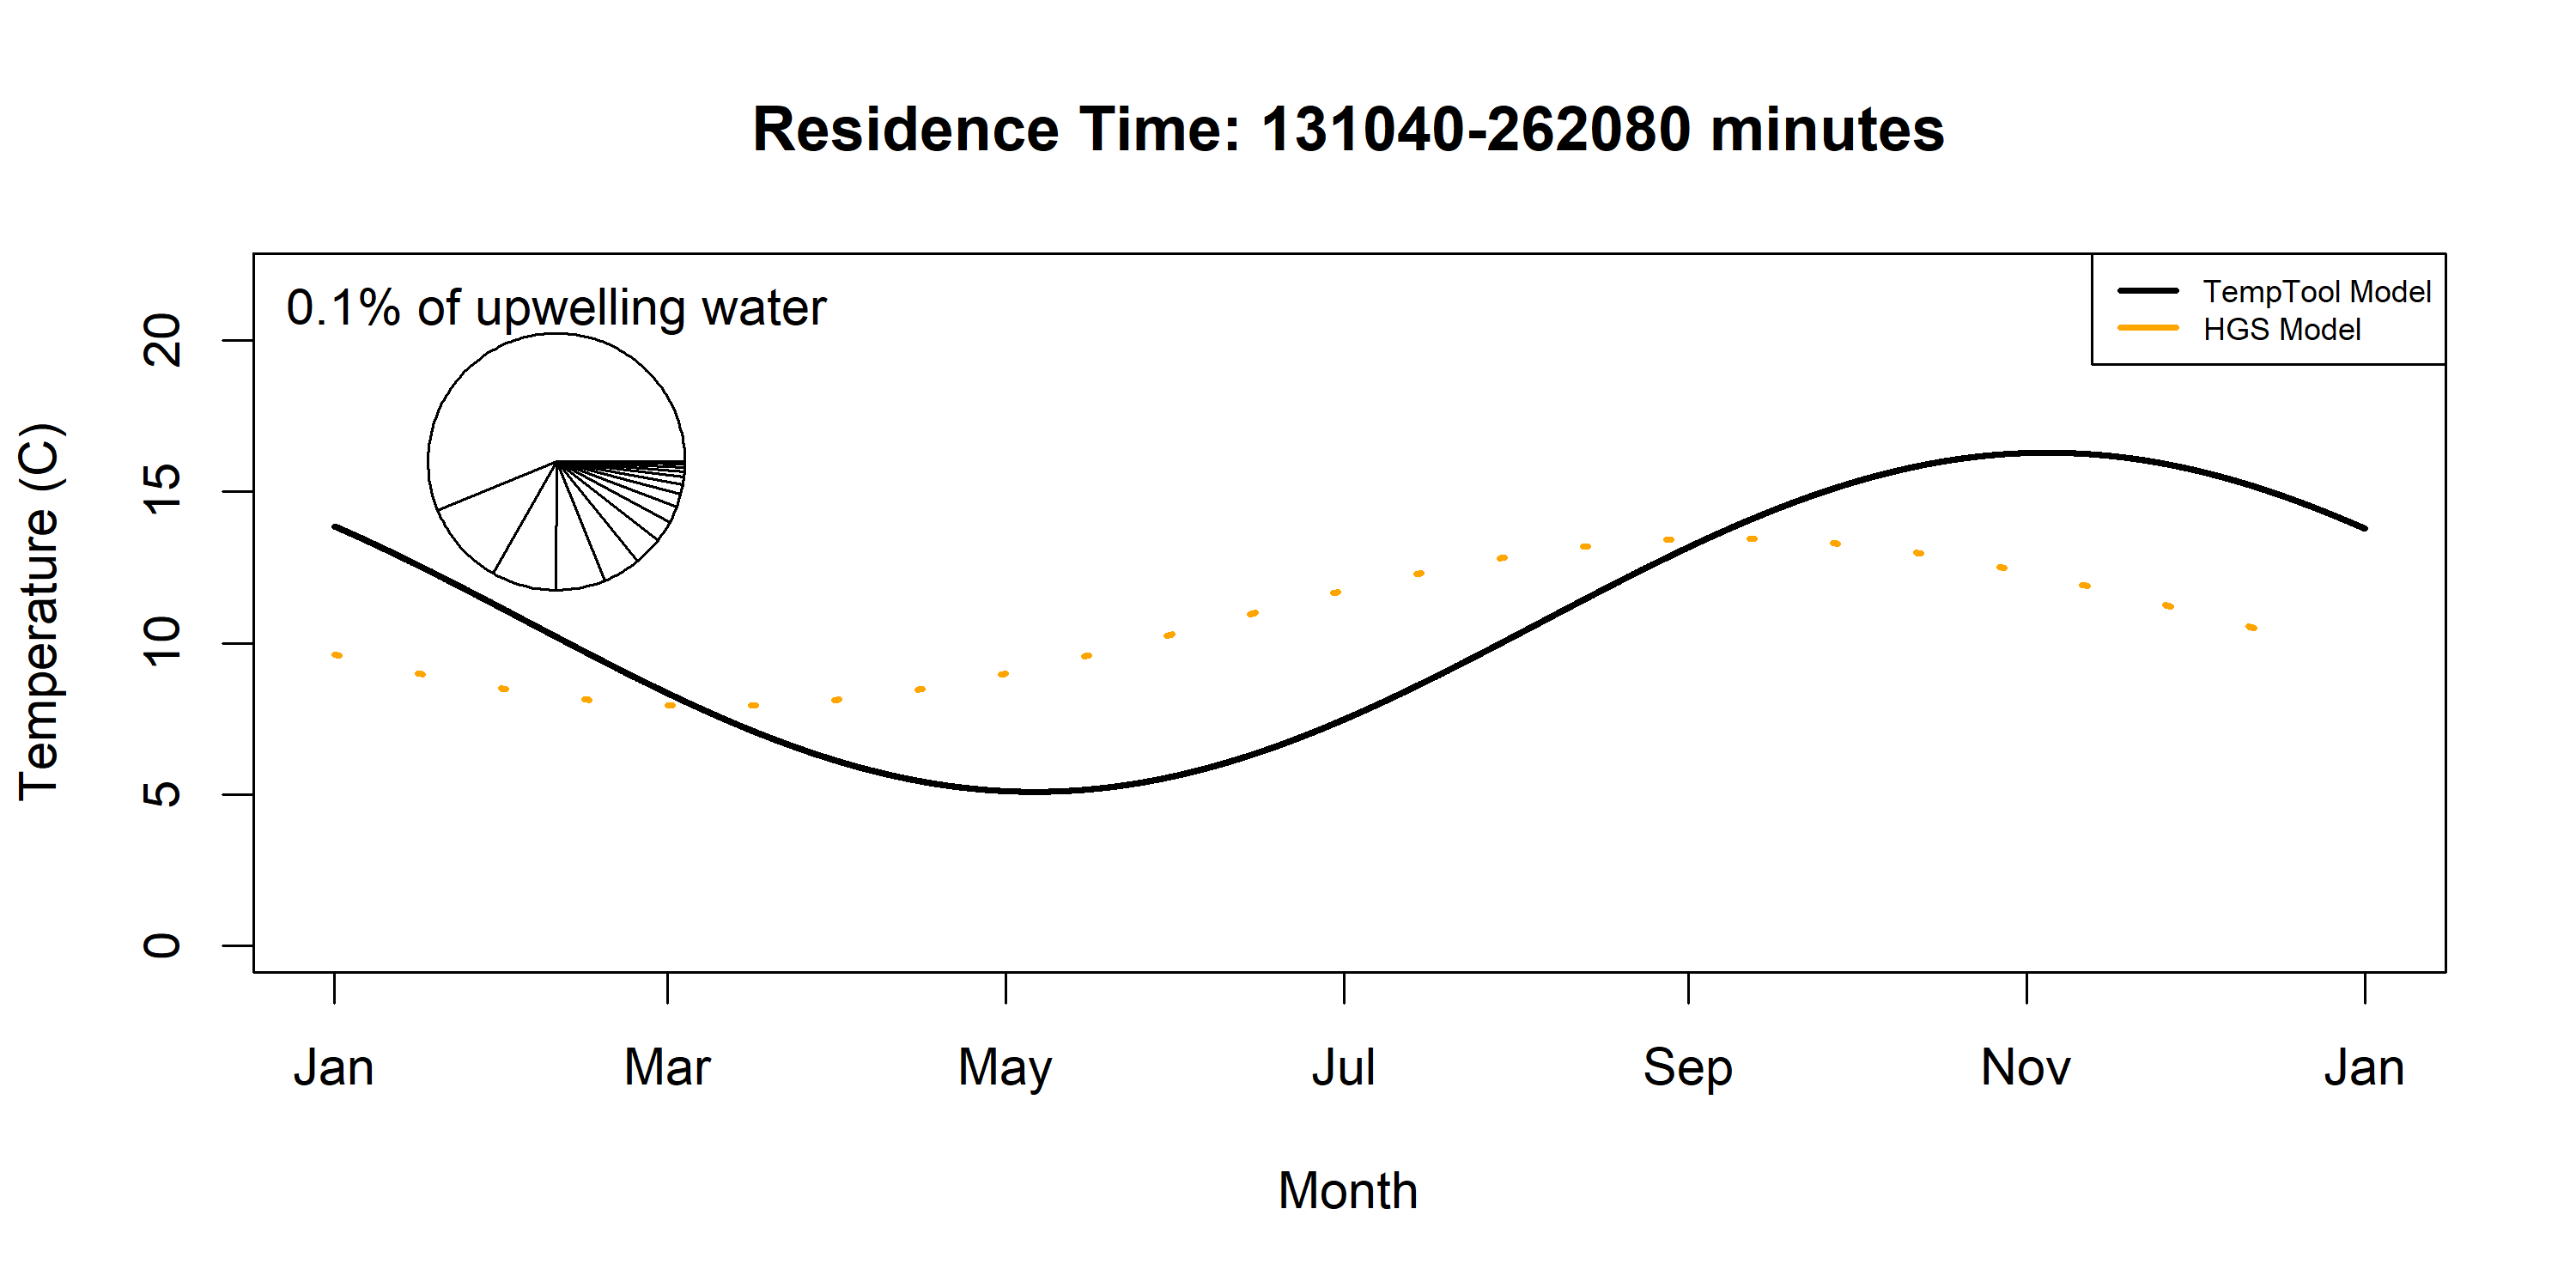 Residence Time: 131040-262080 minutes
0.1% of upwelling water
TempTool Model
HGS Model
Temperature (C)
20
15
10
5
0
Jan Mar May Jul Sep Nov Jan
Month